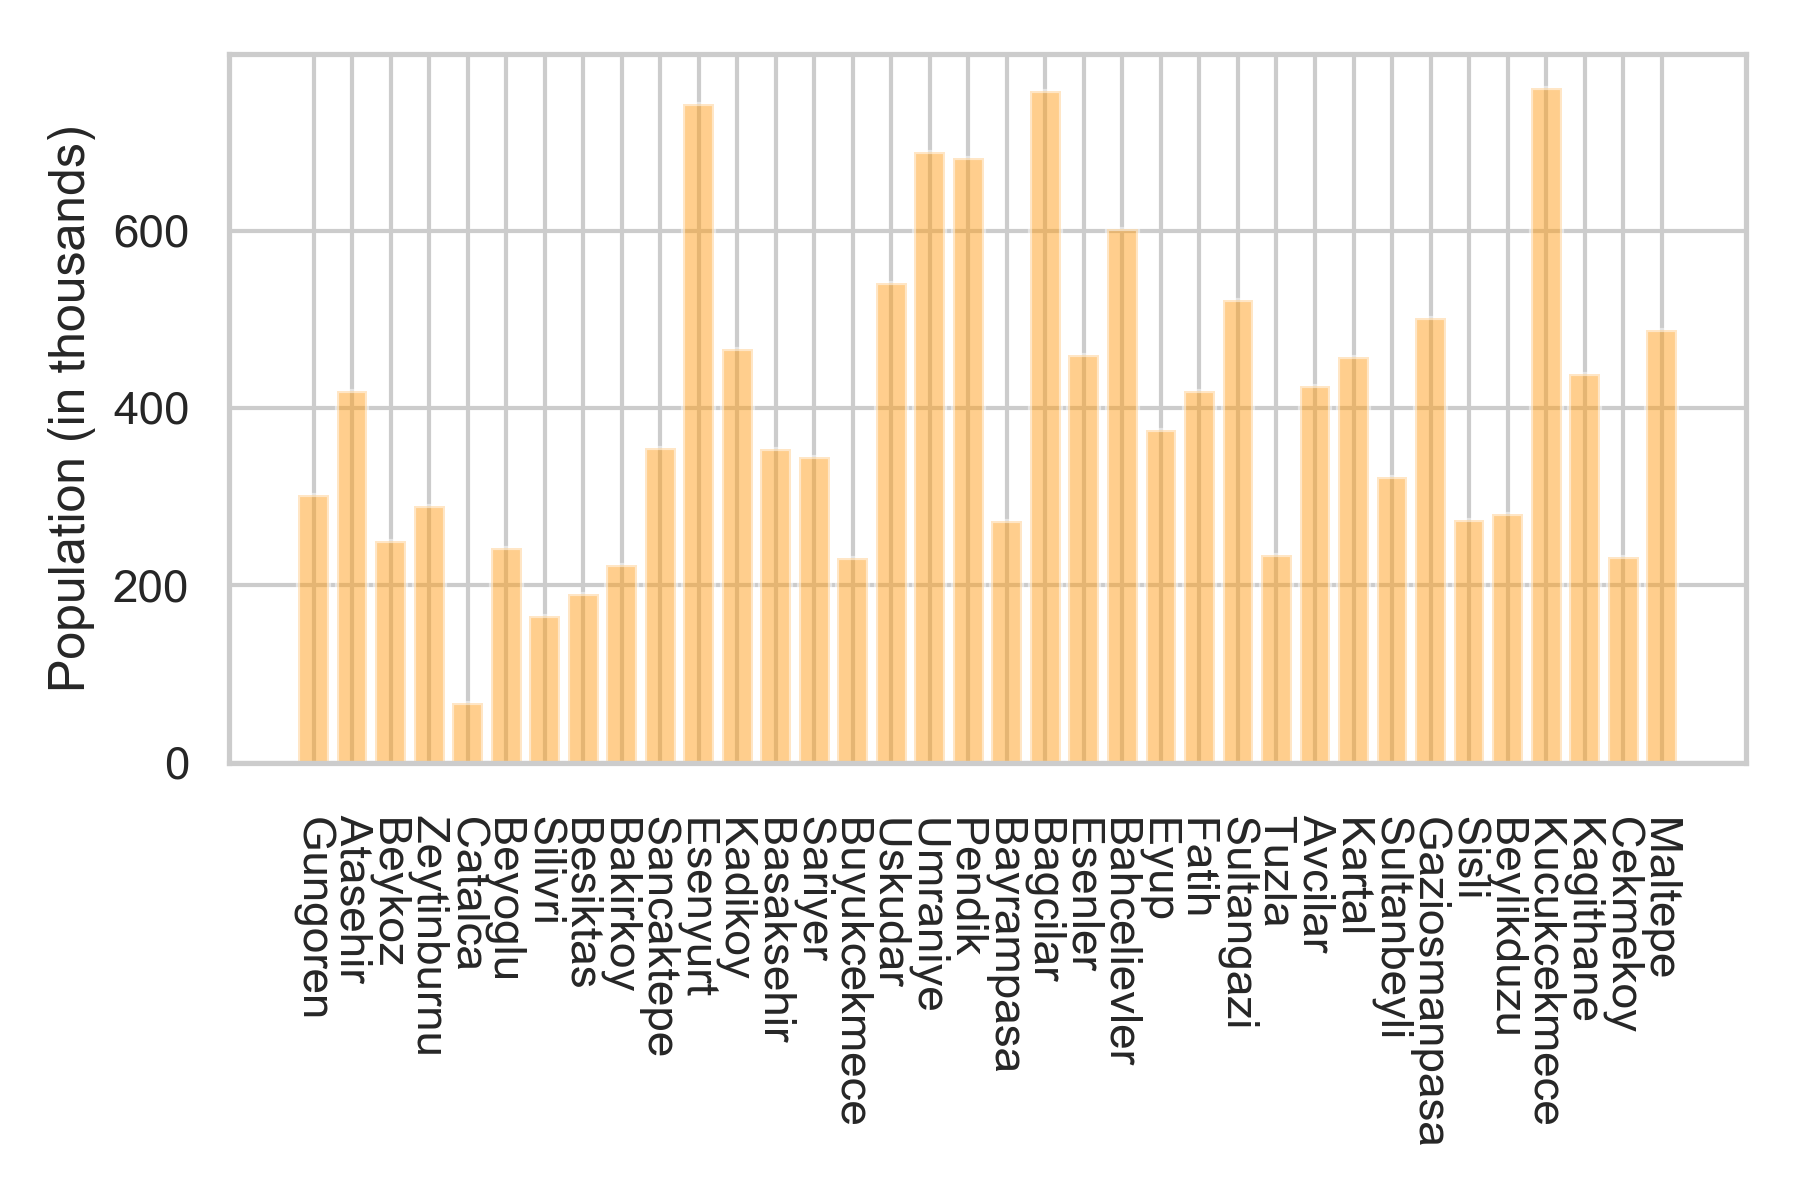 Population (in thousands)
600
400
200
0
Gungoren
Atasehir
Beykoz
Zeytinburnu
Catalca
Beyoglu
Silivri
Besiktas
Bakirkoy
Sancaktepe
Esenyurt
Kadikoy
Basaksehir
Sariyer
Buyukcekmece
Uskudar
Umraniye
Pendik
Bayrampasa
Bagcilar
Esenler
Bahcelievler
Eyup
Fatih
Sultangazi
Tuzla
Avcilar
Kartal
Sultanbeyli
Gaziosmanpasa
Sisli
Beylikduzu
Kucukcekmece
Kagithane
Cekmekoy
Maltepe